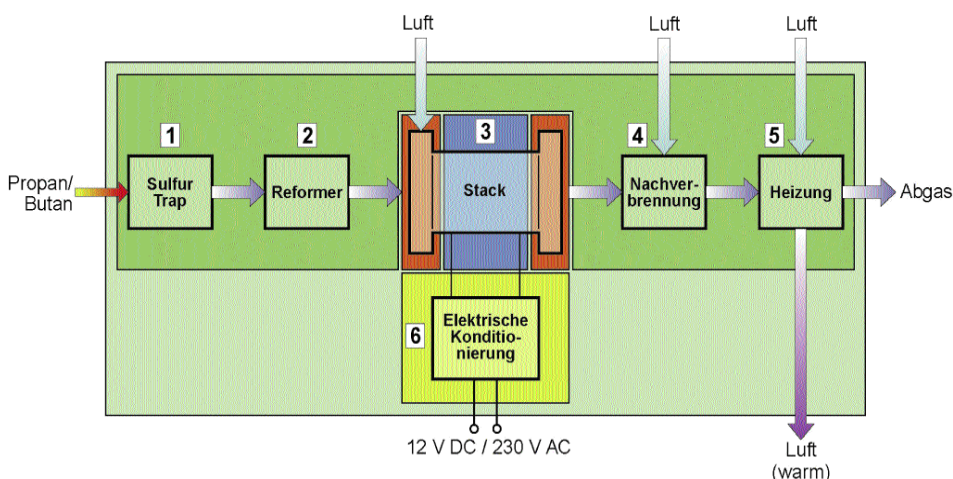 Luft
Luft
Luft
1
2
3
4
5
Propan/
Butan
Sulfur
Trap
Reformer
Stack
Nachver-
brennung
Heizung
Abgas
6
Elektrische
Konditio-
nierung
12 V DC / 230 V AC
Luft
(warm)